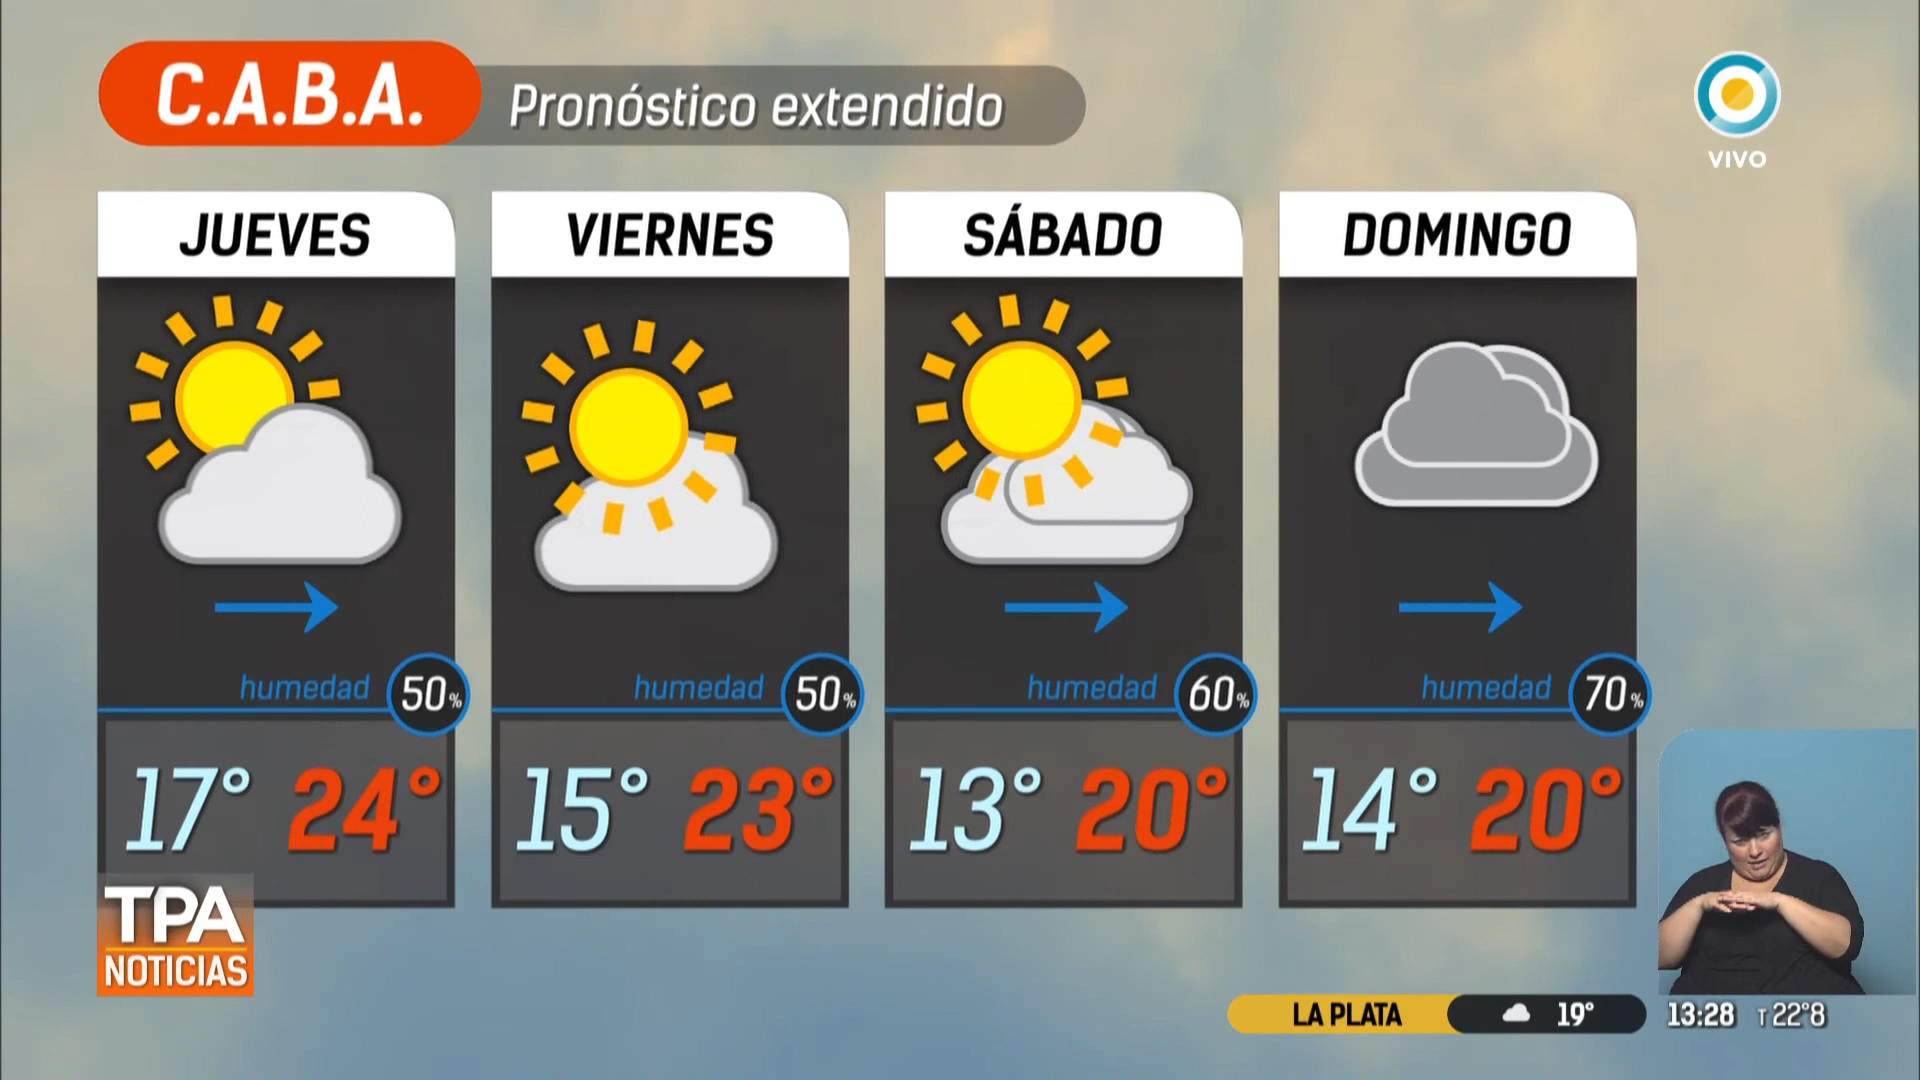 C.A.B.A. Pronóstico extendido
VIVO
JUEVES VIERNES SÁBADO DOMINGO
humedad 50% humedad 50% humedad 60% humedad 70%
17° 24° 15° 23° 13° 20° 14° 20°
TPA
NOTICIAS
LA PLATA 19° 13:28 T 22°8